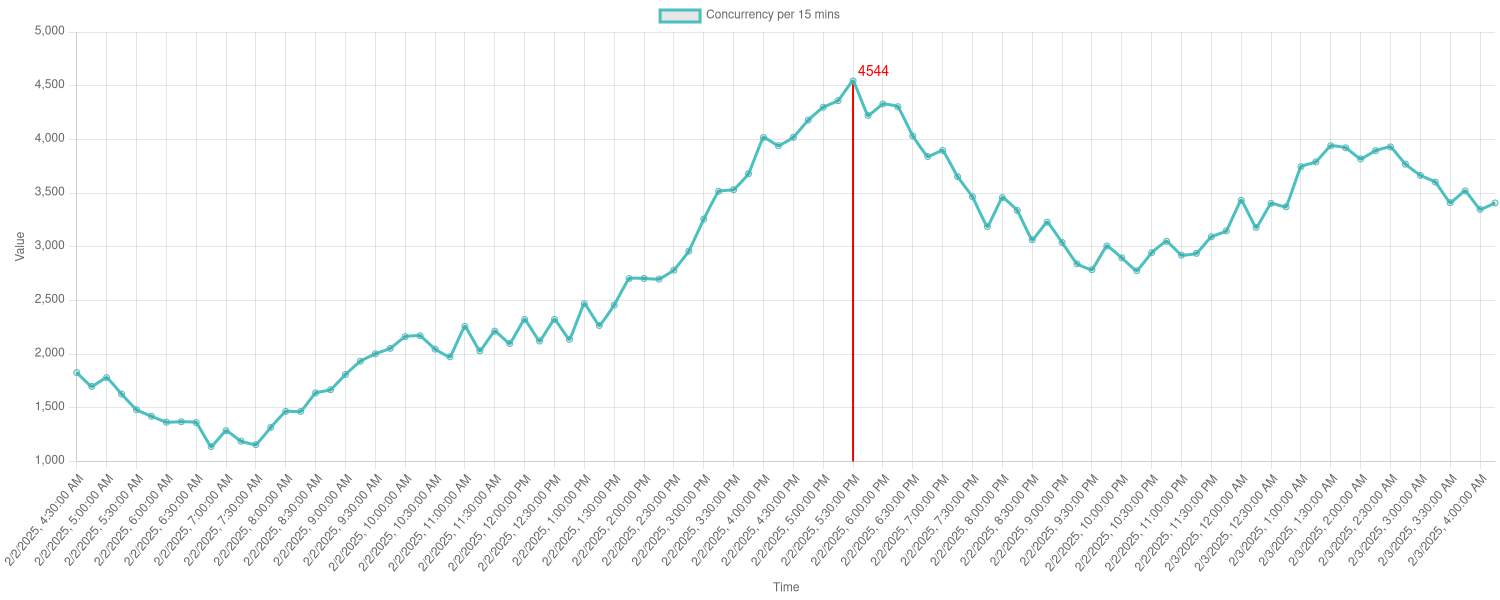 Concurrency per 15 mins
5,000
4,500
4,000
3,500
3,000
2,500
2,000
1,500
1,000
Value
4544
2/2/2025, 4:30:00 AM
2/2/2025, 5:00:00 AM
2/2/2025, 5:30:00 AM
2/2/2025, 6:00:00 AM
2/2/2025, 6:30:00 AM
2/2/2025, 7:00:00 AM
2/2/2025, 7:30:00 AM
2/2/2025, 8:00:00 AM
2/2/2025, 8:30:00 AM
2/2/2025, 9:00:00 AM
2/2/2025, 9:30:00 AM
2/2/2025, 10:00:00 AM
2/2/2025, 10:30:00 AM
2/2/2025, 11:00:00 AM
2/2/2025, 11:30:00 AM
2/2/2025, 12:00:00 PM
2/2/2025, 12:30:00 PM
2/2/2025, 1:00:00 PM
2/2/2025, 1:30:00 PM
2/2/2025, 2:00:00 PM
2/2/2025, 2:30:00 PM
2/2/2025, 3:00:00 PM
2/2/2025, 3:30:00 PM
2/2/2025, 4:00:00 PM
2/2/2025, 4:30:00 PM
2/2/2025, 5:00:00 PM
2/2/2025, 5:30:00 PM
2/2/2025, 6:00:00 PM
2/2/2025, 6:30:00 PM
2/2/2025, 7:00:00 PM
2/2/2025, 7:30:00 PM
2/2/2025, 8:00:00 PM
2/2/2025, 8:30:00 PM
2/2/2025, 9:00:00 PM
2/2/2025, 9:30:00 PM
2/2/2025, 10:00:00 PM
2/2/2025, 10:30:00 PM
2/2/2025, 11:00:00 PM
2/2/2025, 11:30:00 PM
2/3/2025, 12:00:00 AM
2/3/2025, 12:30:00 AM
2/3/2025, 1:00:00 AM
2/3/2025, 1:30:00 AM
2/3/2025, 2:00:00 AM
2/3/2025, 2:30:00 AM
2/3/2025, 3:00:00 AM
2/3/2025, 3:30:00 AM
2/3/2025, 4:00:00 AM
Time